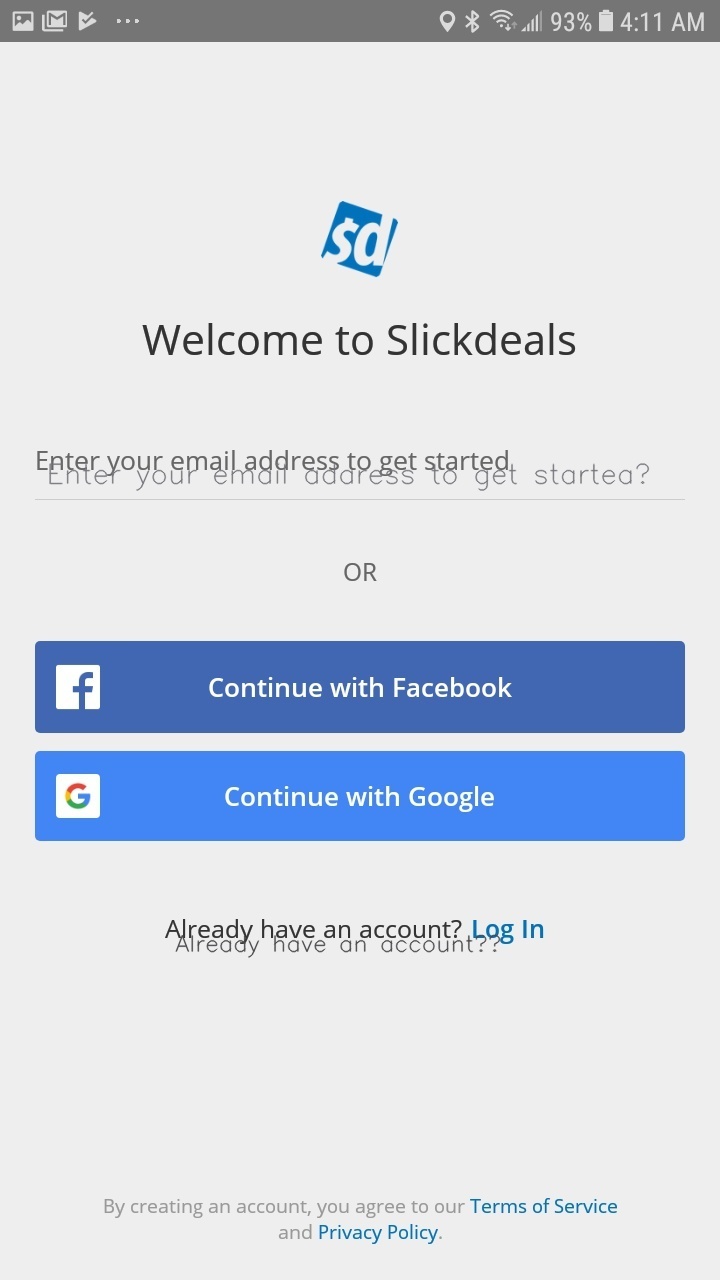 93% 4:11 AM
sd
Welcome to Slickdeals
Enter your email address to get started
Enter your email address to get startea?
OR
Continue with Facebook
Continue with Google
Already have an account? Log In
Already have an account??
By creating an account, you agree to our Terms of Service
and Privacy Policy.